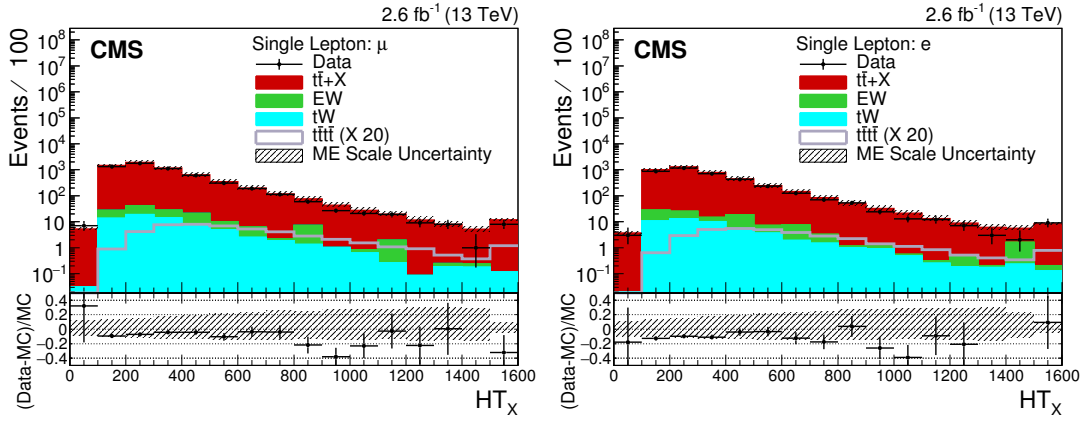 2.6 fb⁻¹ (13 TeV)
CMS
Single Lepton: μ
Data
tt̄+X
EW
tW
tt̄tt̄ (X 20)
ME Scale Uncertainty
Events/ 100
10⁸
10⁷
10⁶
10⁵
10⁴
10³
10²
10
1
10⁻¹
(Data-MC)/MC
0.4
0.2
0
−0.2
−0.4
0 200 400 600 800 1000 1200 1400 1600
HT_X
2.6 fb⁻¹ (13 TeV)
CMS
Single Lepton: e
Data
tt̄+X
EW
tW
tt̄tt̄ (X 20)
ME Scale Uncertainty
Events/ 100
10⁸
10⁷
10⁶
10⁵
10⁴
10³
10²
10
1
10⁻¹
(Data-MC)/MC
0.4
0.2
0
−0.2
−0.4
0 200 400 600 800 1000 1200 1400 1600
HT_X